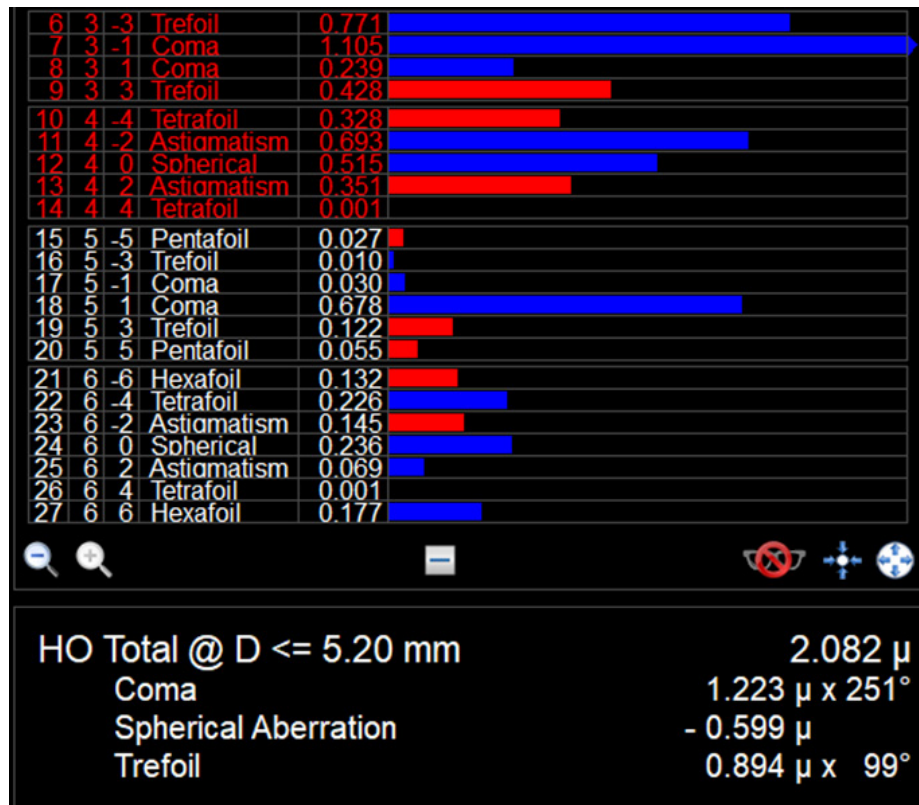 6 3 -3 Trefoil 0.771
7 3 -1 Coma 1.105
8 3 1 Coma 0.239
9 3 3 Trefoil 0.428
10 4 -4 Tetrafoil 0.328
11 4 -2 Astigmatism 0.693
12 4 0 Spherical 0.515
13 4 2 Astigmatism 0.351
14 4 4 Tetrafoil 0.001
15 5 -5 Pentafoil 0.027
16 5 -3 Trefoil 0.010
17 5 -1 Coma 0.030
18 5 1 Coma 0.678
19 5 3 Trefoil 0.122
20 5 5 Pentafoil 0.055
21 6 -6 Hexafoil 0.132
22 6 -4 Tetrafoil 0.226
23 6 -2 Astigmatism 0.145
24 6 0 Spherical 0.236
25 6 2 Astigmatism 0.069
26 6 4 Tetrafoil 0.001
27 6 6 Hexafoil 0.177
HO Total @ D <= 5.20 mm 2.082 µ
Coma 1.223 µ x 251°
Spherical Aberration - 0.599 µ
Trefoil 0.894 µ x 99°